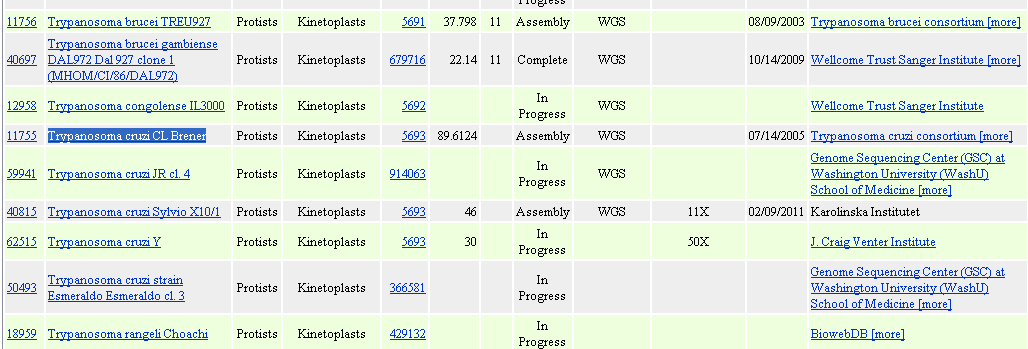 Progress
11756 Trypanosoma brucei TREU927 Protists Kinetoplasts 5691 37.798 11 Assembly WGS 08/09/2003 Trypanosoma brucei consortium [more]
Trypanosoma brucei gambiense
40697 DAL972 Dal 927 clone 1 Protists Kinetoplasts 679716 22.14 11 Complete WGS 10/14/2009 Wellcome Trust Sanger Institute [more]
(MHOM/CI/86/DAL972)
12958 Trypanosoma congolense IL3000 Protists Kinetoplasts 5692 In Progress WGS Wellcome Trust Sanger Institute
11755 Trypanosoma cruzi CL Brener Protists Kinetoplasts 5693 89.6124 Assembly WGS 07/14/2005 Trypanosoma cruzi consortium [more]
59941 Trypanosoma cruzi JR cl. 4 Protists Kinetoplasts 914063 In Progress Genome Sequencing Center (GSC) at
Washington University (WashU)
School of Medicine [more]
40815 Trypanosoma cruzi Sylvio X10/1 Protists Kinetoplasts 5693 46 Assembly WGS 11X 02/09/2011 Karolinska Institutet
62515 Trypanosoma cruzi Y Protists Kinetoplasts 5693 30 In Progress 50X J. Craig Venter Institute
50493 Trypanosoma cruzi strain
Esmeraldo Esmeraldo cl. 3 Protists Kinetoplasts 366581 In Progress Genome Sequencing Center (GSC) at
Washington University (WashU)
School of Medicine [more]
18959 Trypanosoma rangeli Choachi Protists Kinetoplasts 429132 In Progress BiowebDB [more]